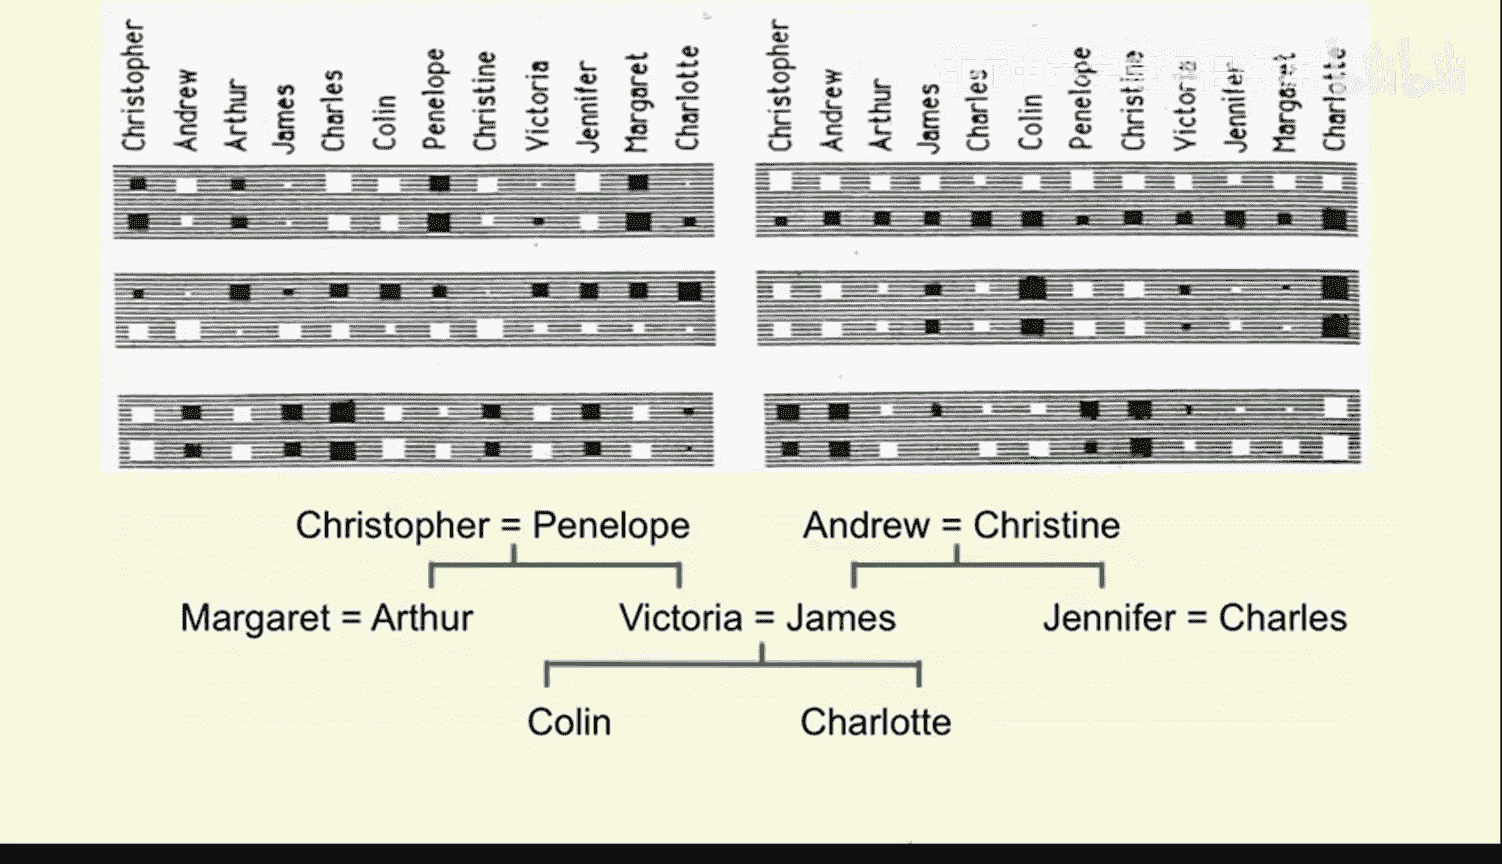 Christopher Andrew Arthur James Charles Colin Penelope Christine Victoria Jennifer Margaret Charlotte
Christopher Andrew Arthur James Charles Colin Penelope Christine Victoria Jennifer Margaret Charlotte
Christopher = Penelope Andrew = Christine
Margaret = Arthur Victoria = James Jennifer = Charles
Colin Charlotte